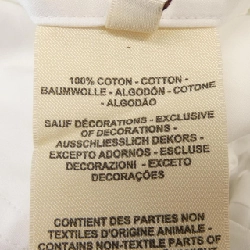 100% COTON - COTTON -
BAUMWOLLE - ALGODÓN - COTONE
- ALGODÃO
SAUF DÉCORATIONS - EXCLUSIVE
OF DECORATIONS -
AUSSCHLIESSLICH DEKORS -
EXCEPTO ADORNOS - ESCLUSE
DECORAZIONI - EXCETO
DECORAÇÕES
CONTIENT DES PARTIES NON
TEXTILES D'ORIGINE ANIMALE -
CONTAINS NON-TEXTILE PARTS OF